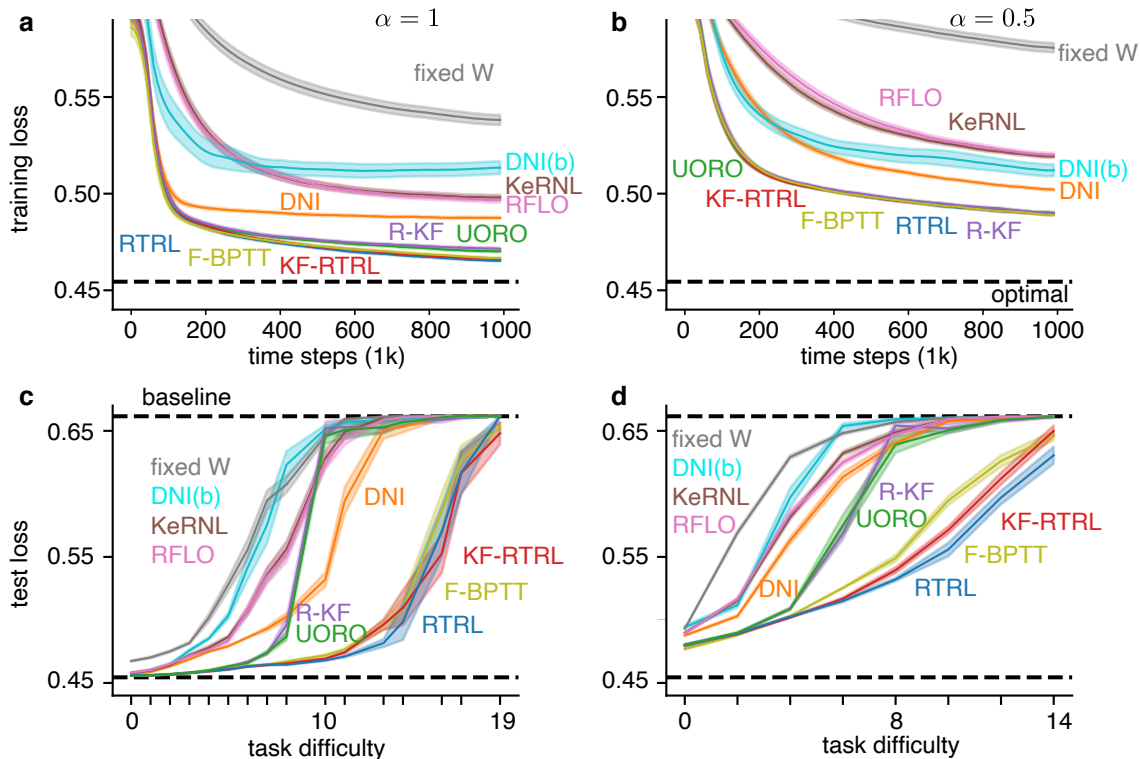 a
α = 1
fixed W
0.55
training loss
DNI(b)
0.50
KeRNL
RFLO
DNI
R-KF
UORO
RTRL
F-BPTT
KF-RTRL
0.45
0
200
400
600
800
1000
time steps (1k)
b
α = 0.5
fixed W
0.55
training loss
RFLO
KeRNL
UORO
DNI(b)
0.50
DNI
KF-RTRL
F-BPTT
RTRL
R-KF
0.45
optimal
0
200
400
600
800
1000
time steps (1k)
c
baseline
0.65
fixed W
DNI(b)
KeRNL
RFLO
DNI
0.55
test loss
KF-RTRL
F-BPTT
R-KF
UORO
RTRL
0.45
0
10
19
task difficulty
d
0.65
fixed W
DNI(b)
KeRNL
RFLO
R-KF
UORO
KF-RTRL
0.55
test loss
F-BPTT
DNI
RTRL
0.45
0
8
14
task difficulty